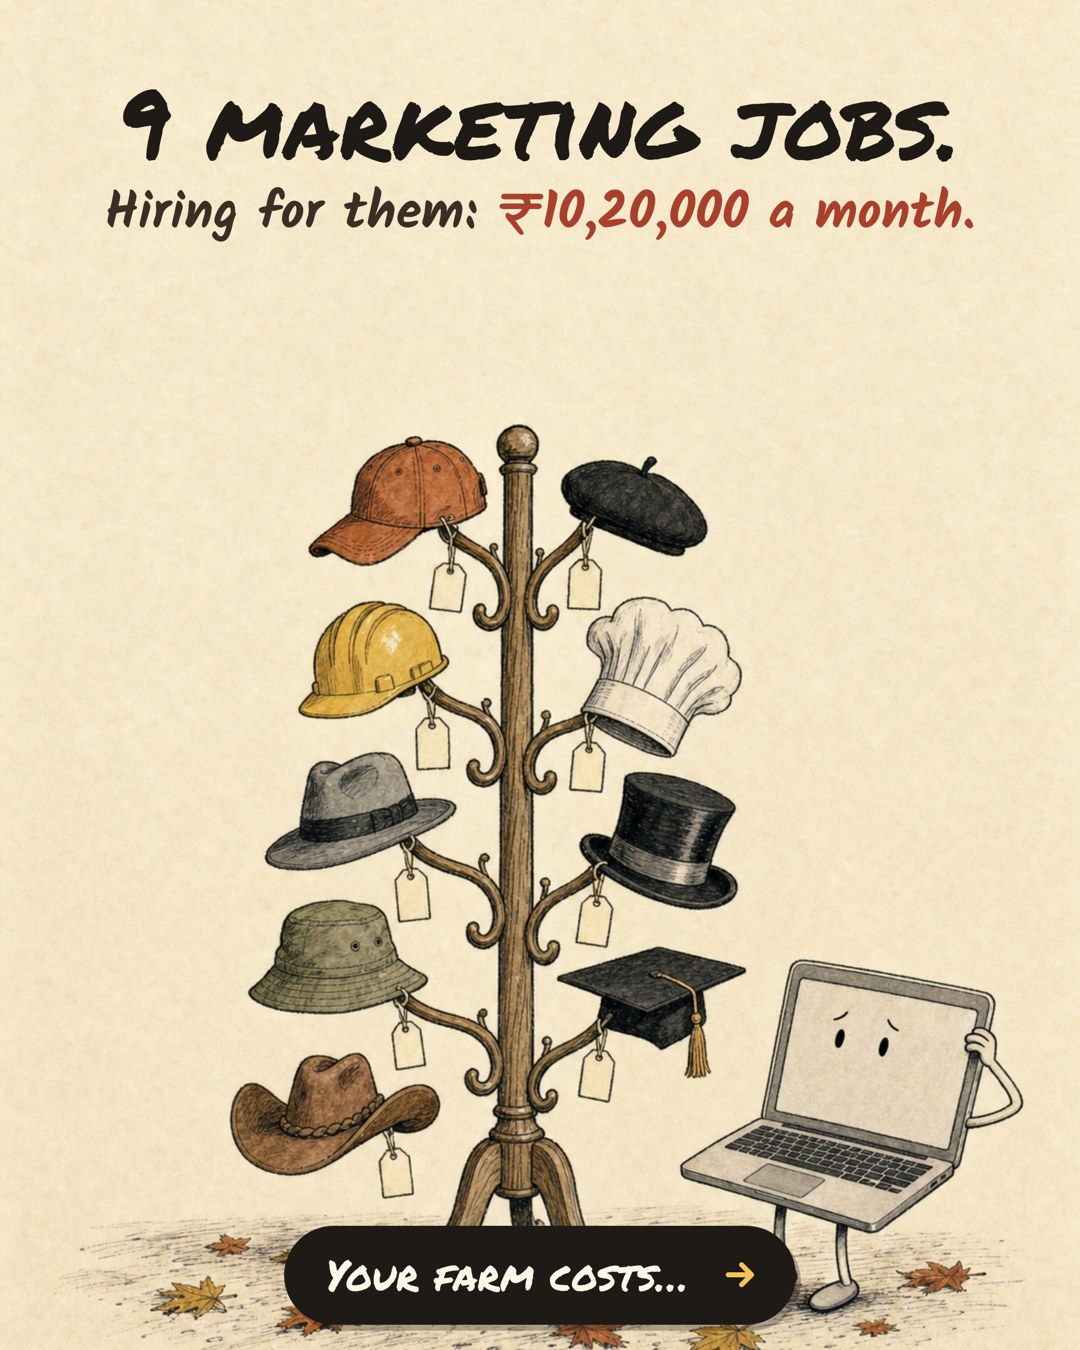 9 MARKETING JOBS.
Hiring for them: ₹10,20,000 a month.
YOUR FARM COSTS... →